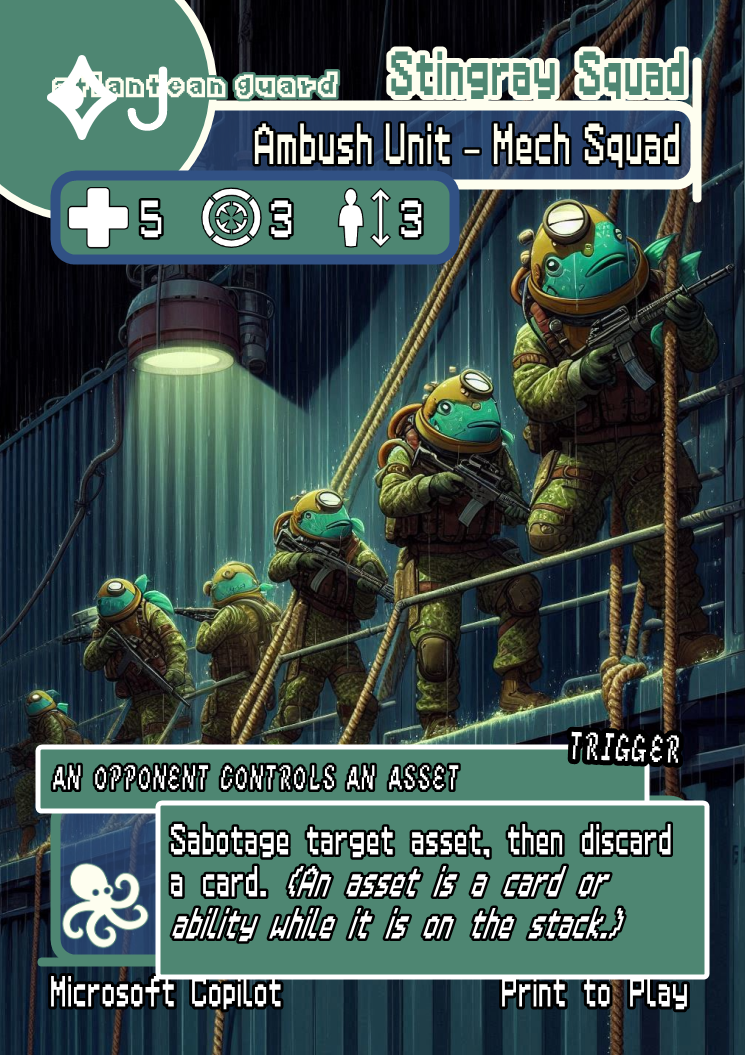 atlantean guard
J
Stingray Squad
Ambush Unit - Mech Squad
5 3 3
TRIGGER
AN OPPONENT CONTROLS AN ASSET
Sabotage target asset, then discard
a card. {An asset is a card or
ability while it is on the stack.}
Microsoft Copilot
Print to Play